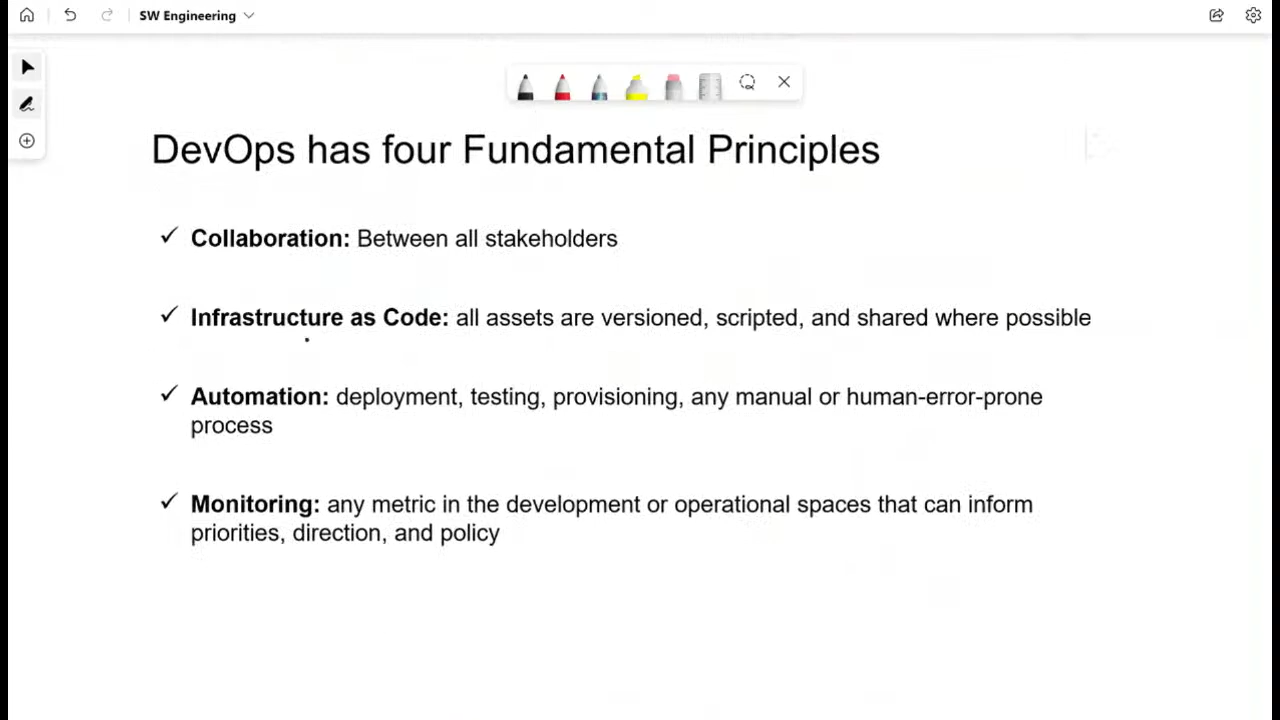 SW Engineering
DevOps has four Fundamental Principles
✓ Collaboration: Between all stakeholders
✓ Infrastructure as Code: all assets are versioned, scripted, and shared where possible
✓ Automation: deployment, testing, provisioning, any manual or human-error-prone
process
✓ Monitoring: any metric in the development or operational spaces that can inform
priorities, direction, and policy